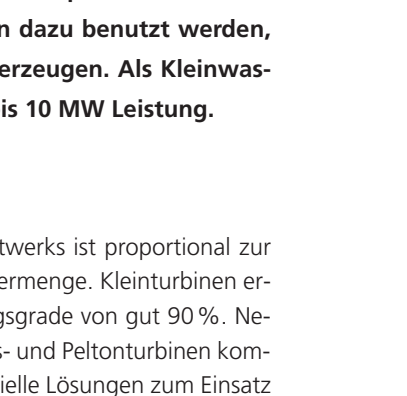 n dazu benutzt werden,
erzeugen. Als Kleinwas-
is 10 MW Leistung.
twerks ist proportional zur
ermenge. Kleinturbinen er-
gsgrade von gut 90 %. Ne-
s- und Peltonturbinen kom-
ielle Lösungen zum Einsatz